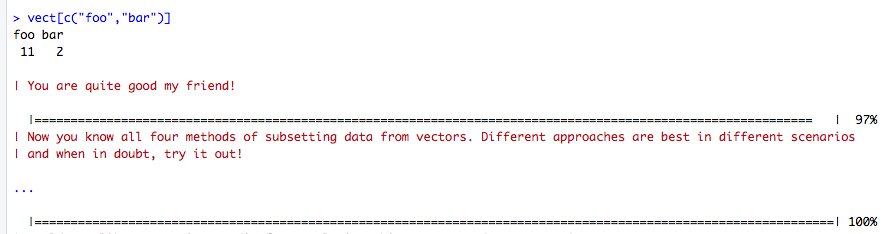 > vect[c("foo","bar")]
foo bar
 11   2
| You are quite good my friend!
|======================================================================================================   |  97%
| Now you know all four methods of subsetting data from vectors. Different approaches are best in different scenarios
| and when in doubt, try it out!
...
|=========================================================================================================| 100%